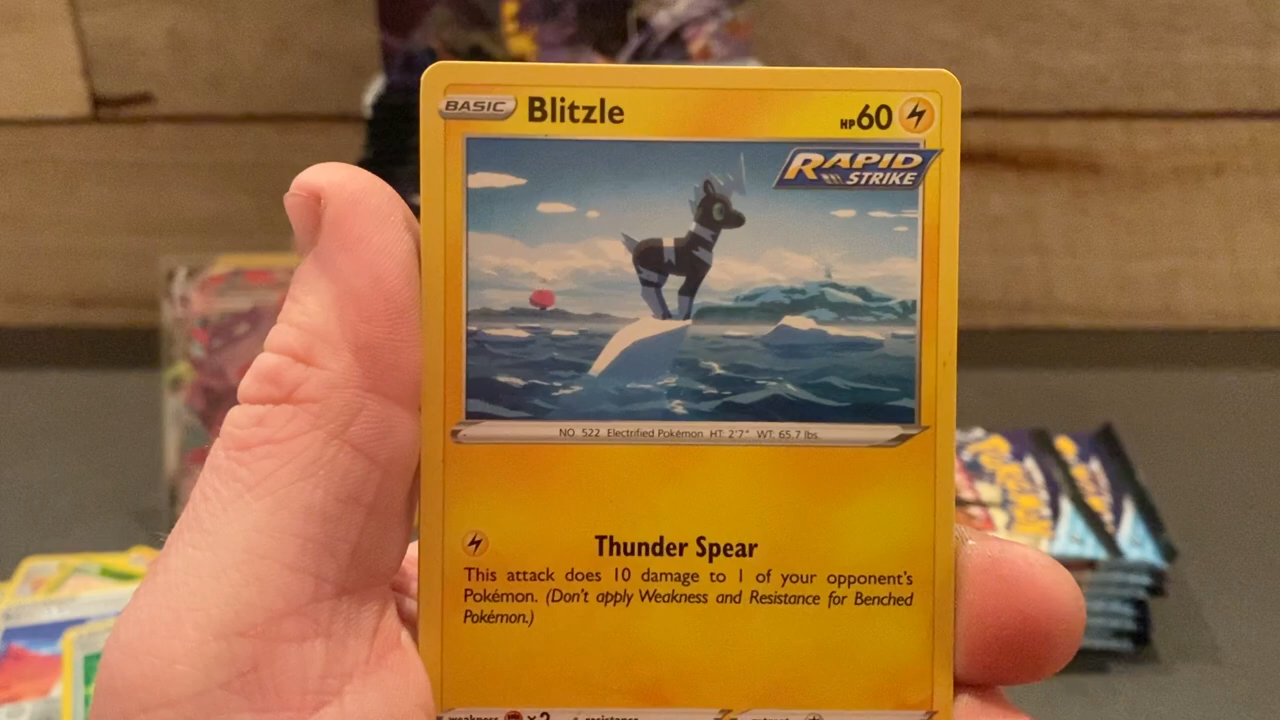 BASIC Blitzle HP 60
RAPID
STRIKE
NO. 522 Electrified Pokémon HT: 2'7" WT: 65.7 lbs.
Thunder Spear
This attack does 10 damage to 1 of your opponent's
Pokémon. (Don't apply Weakness and Resistance for Benched
Pokémon.)
weakness ×2 resistance retreat
POKÉMON